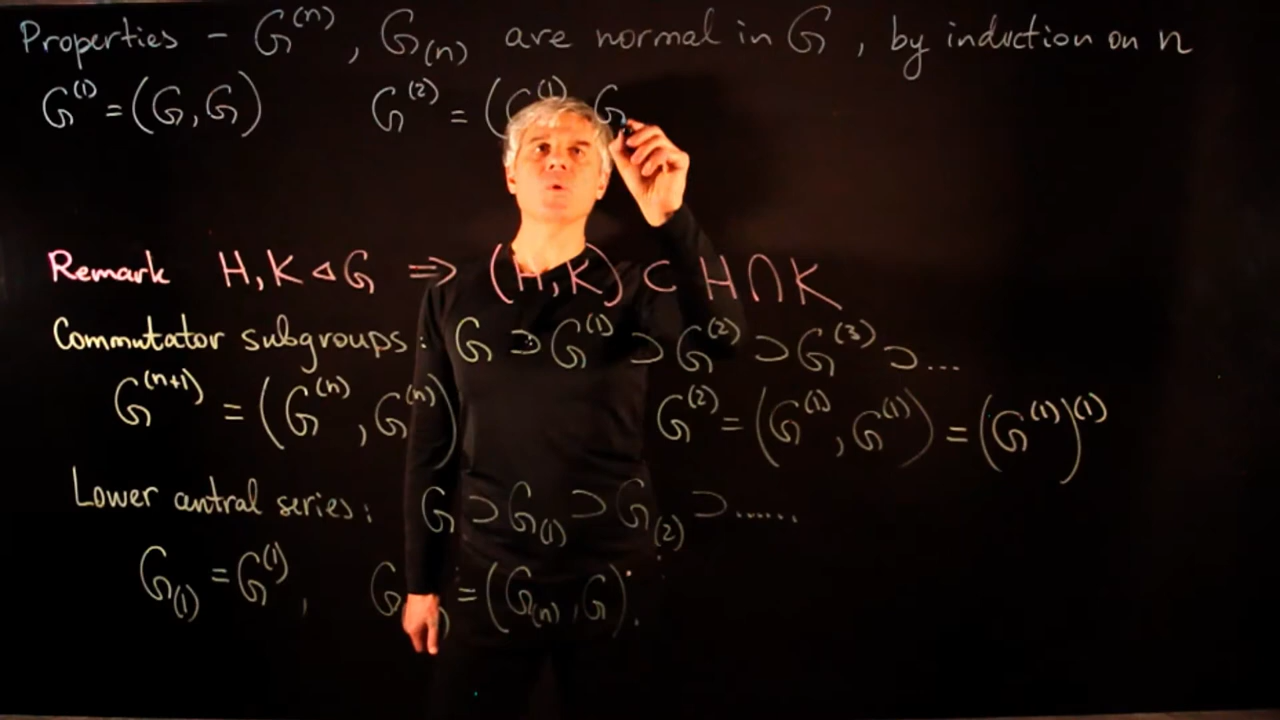 Properties - G^(n), G_(n) are normal in G, by induction on n
G^(1) = (G, G) G^(2) = (G^(1) G
Remark H, K ◁ G ⇒ (H, K) ⊂ H ∩ K
Commutator subgroups: G ⊃ G^(1) ⊃ G^(2) ⊃ G^(3) ⊃ ...
G^(n+1) = (G^(n), G^(n)) G^(2) = (G^(1), G^(1)) = (G^(1))^(1)
Lower central series: G ⊃ G_(1) ⊃ G_(2) ⊃ ......
G_(1) = G^(1), G ) = (G_(n), G).